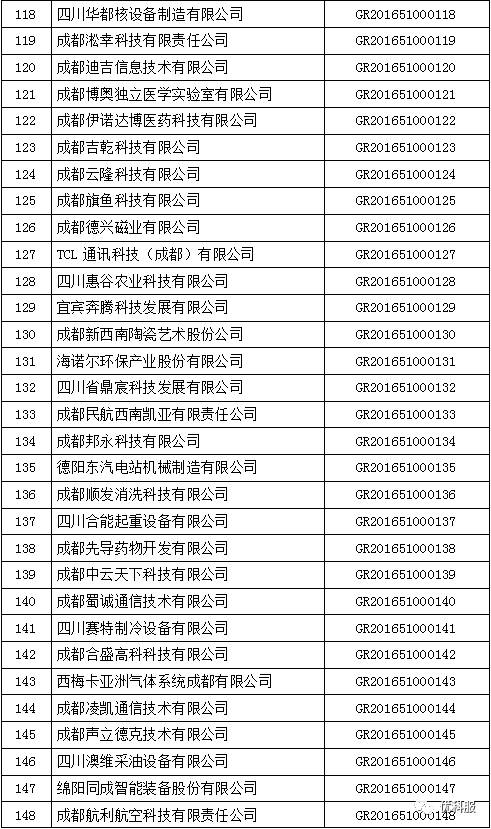 118 四川华都核设备制造有限公司 GR201651000118
119 成都淞幸科技有限责任公司 GR201651000119
120 成都迪吉信息技术有限公司 GR201651000120
121 成都博奥独立医学实验室有限公司 GR201651000121
122 成都伊诺达博医药科技有限公司 GR201651000122
123 成都吉乾科技有限公司 GR201651000123
124 成都云隆科技有限公司 GR201651000124
125 成都旗鱼科技有限公司 GR201651000125
126 成都德兴磁业有限公司 GR201651000126
127 TCL 通讯科技（成都）有限公司 GR201651000127
128 四川惠谷农业科技有限公司 GR201651000128
129 宜宾奔腾科技发展有限公司 GR201651000129
130 成都新西南陶瓷艺术股份公司 GR201651000130
131 海诺尔环保产业股份有限公司 GR201651000131
132 四川省鼎宸科技发展有限公司 GR201651000132
133 成都民航西南凯亚有限责任公司 GR201651000133
134 成都邦永科技有限公司 GR201651000134
135 德阳东汽电站机械制造有限公司 GR201651000135
136 成都顺发消洗科技有限公司 GR201651000136
137 四川合能起重设备有限公司 GR201651000137
138 成都先导药物开发有限公司 GR201651000138
139 成都中云天下科技有限公司 GR201651000139
140 成都蜀诚通信技术有限公司 GR201651000140
141 四川赛特制冷设备有限公司 GR201651000141
142 成都合盛高科科技有限公司 GR201651000142
143 西梅卡亚洲气体系统成都有限公司 GR201651000143
144 成都凌凯通信技术有限公司 GR201651000144
145 成都声立德克技术有限公司 GR201651000145
146 四川澳维采油设备有限公司 GR201651000146
147 绵阳同成智能装备股份有限公司 GR201651000147
148 成都航利航空科技有限责任公司 GR201651000148
优科服